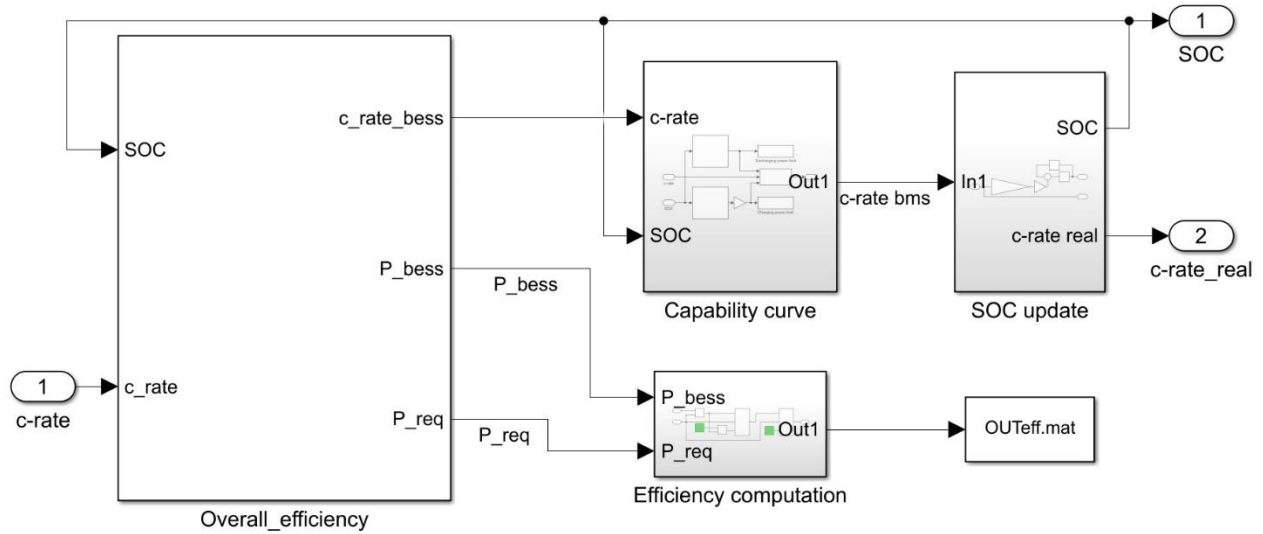 1
SOC
c_rate_bess
c-rate
SOC
SOC
Out1
In1
c-rate bms
SOC
c-rate real
2
c-rate_real
P_bess
P_bess
Capability curve
SOC update
1
c-rate
c_rate
P_req
P_req
P_bess
Out1
P_req
OUTeff.mat
Efficiency computation
Overall_efficiency